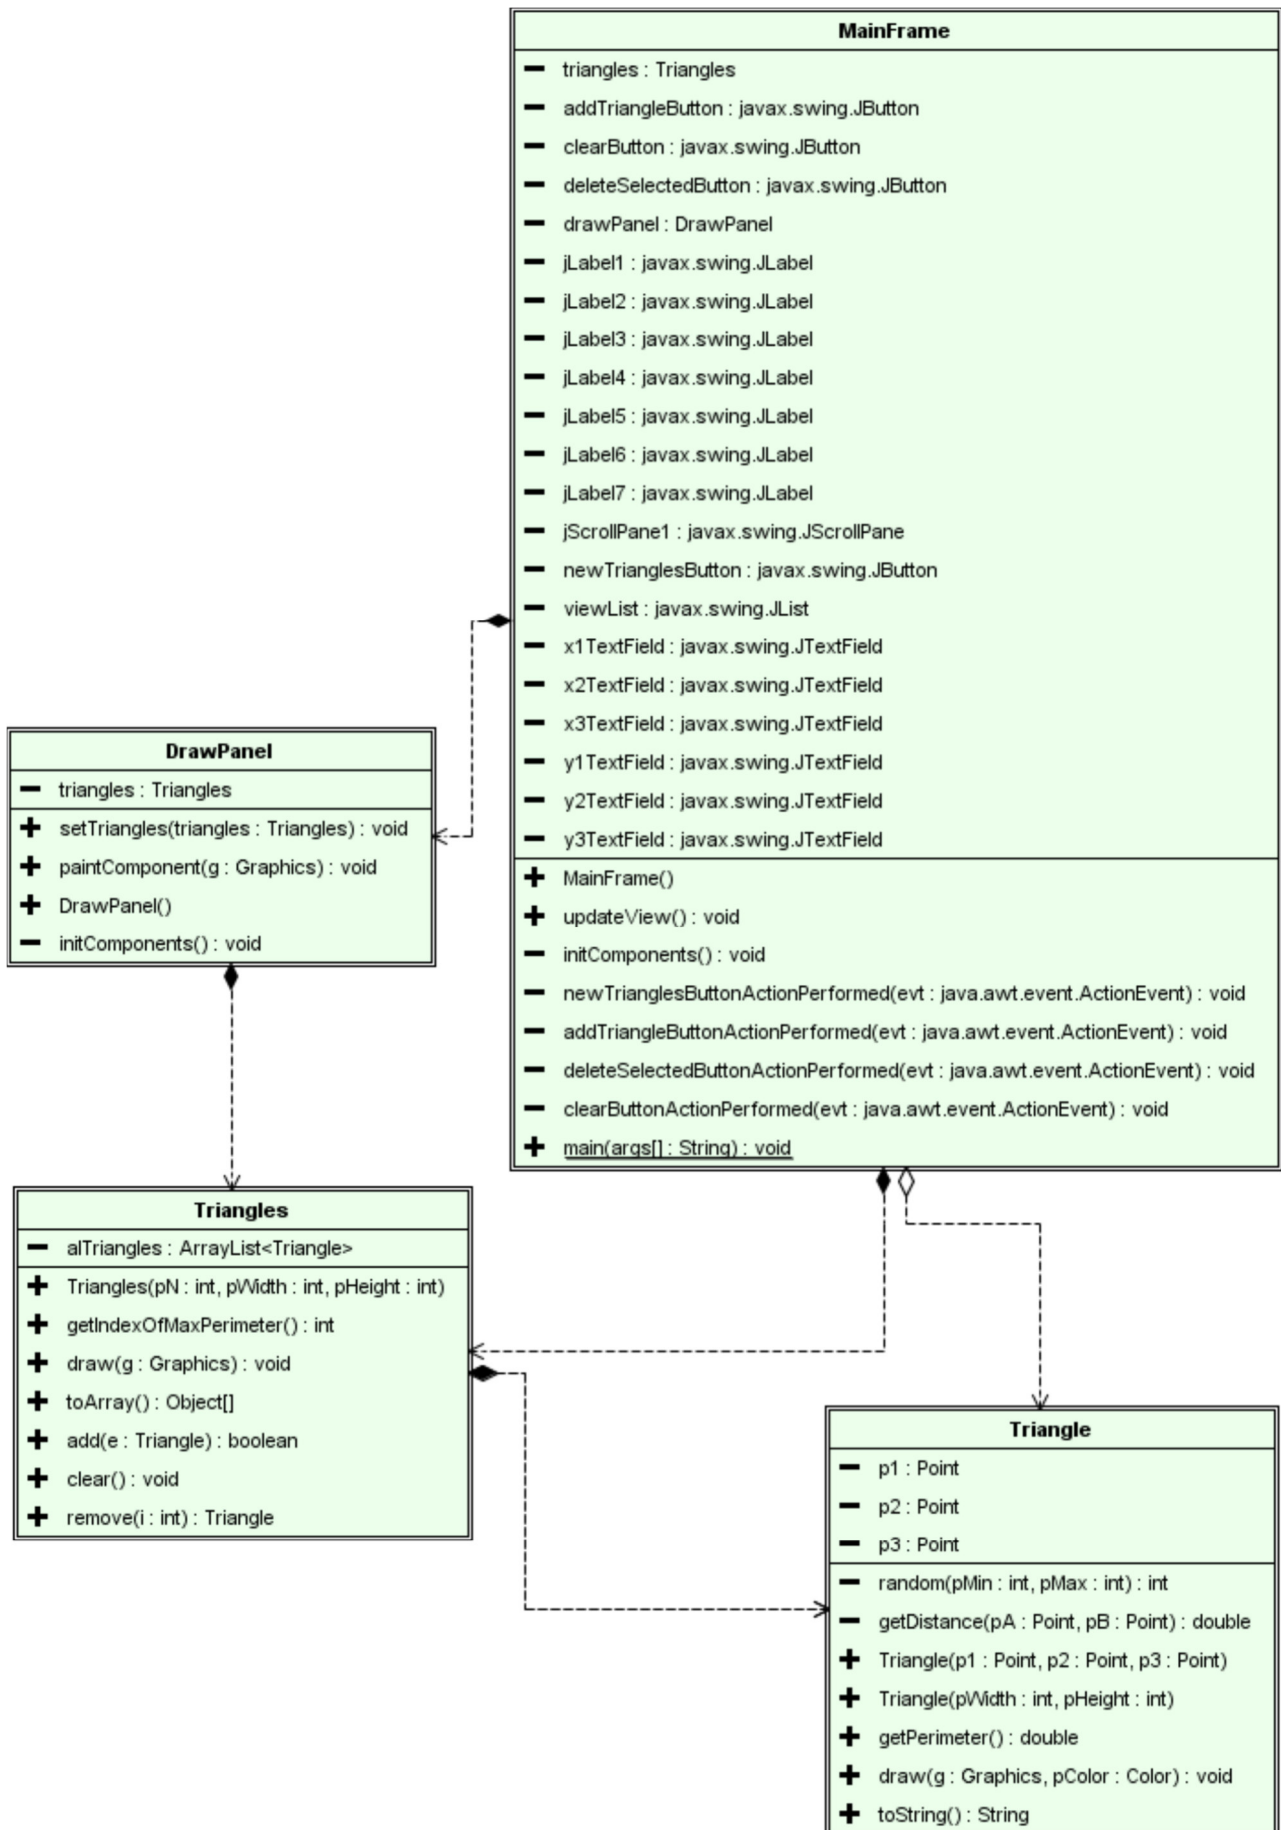 MainFrame
− triangles : Triangles
− addTriangleButton : javax.swing.JButton
− clearButton : javax.swing.JButton
− deleteSelectedButton : javax.swing.JButton
− drawPanel : DrawPanel
− jLabel1 : javax.swing.JLabel
− jLabel2 : javax.swing.JLabel
− jLabel3 : javax.swing.JLabel
− jLabel4 : javax.swing.JLabel
− jLabel5 : javax.swing.JLabel
− jLabel6 : javax.swing.JLabel
− jLabel7 : javax.swing.JLabel
− jScrollPane1 : javax.swing.JScrollPane
− newTrianglesButton : javax.swing.JButton
− viewList : javax.swing.JList
− x1TextField : javax.swing.JTextField
− x2TextField : javax.swing.JTextField
− x3TextField : javax.swing.JTextField
− y1TextField : javax.swing.JTextField
− y2TextField : javax.swing.JTextField
− y3TextField : javax.swing.JTextField
+ MainFrame()
+ updateView() : void
− initComponents() : void
− newTrianglesButtonActionPerformed(evt : java.awt.event.ActionEvent) : void
− addTriangleButtonActionPerformed(evt : java.awt.event.ActionEvent) : void
− deleteSelectedButtonActionPerformed(evt : java.awt.event.ActionEvent) : void
− clearButtonActionPerformed(evt : java.awt.event.ActionEvent) : void
+ main(args[] : String) : void
DrawPanel
− triangles : Triangles
+ setTriangles(triangles : Triangles) : void
+ paintComponent(g : Graphics) : void
+ DrawPanel()
− initComponents() : void
Triangles
− alTriangles : ArrayList<Triangle>
+ Triangles(pN : int, pWidth : int, pHeight : int)
+ getIndexOfMaxPerimeter() : int
+ draw(g : Graphics) : void
+ toArray() : Object[]
+ add(e : Triangle) : boolean
+ clear() : void
+ remove(i : int) : Triangle
Triangle
− p1 : Point
− p2 : Point
− p3 : Point
− random(pMin : int, pMax : int) : int
− getDistance(pA : Point, pB : Point) : double
+ Triangle(p1 : Point, p2 : Point, p3 : Point)
+ Triangle(pWidth : int, pHeight : int)
+ getPerimeter() : double
+ draw(g : Graphics, pColor : Color) : void
+ toString() : String